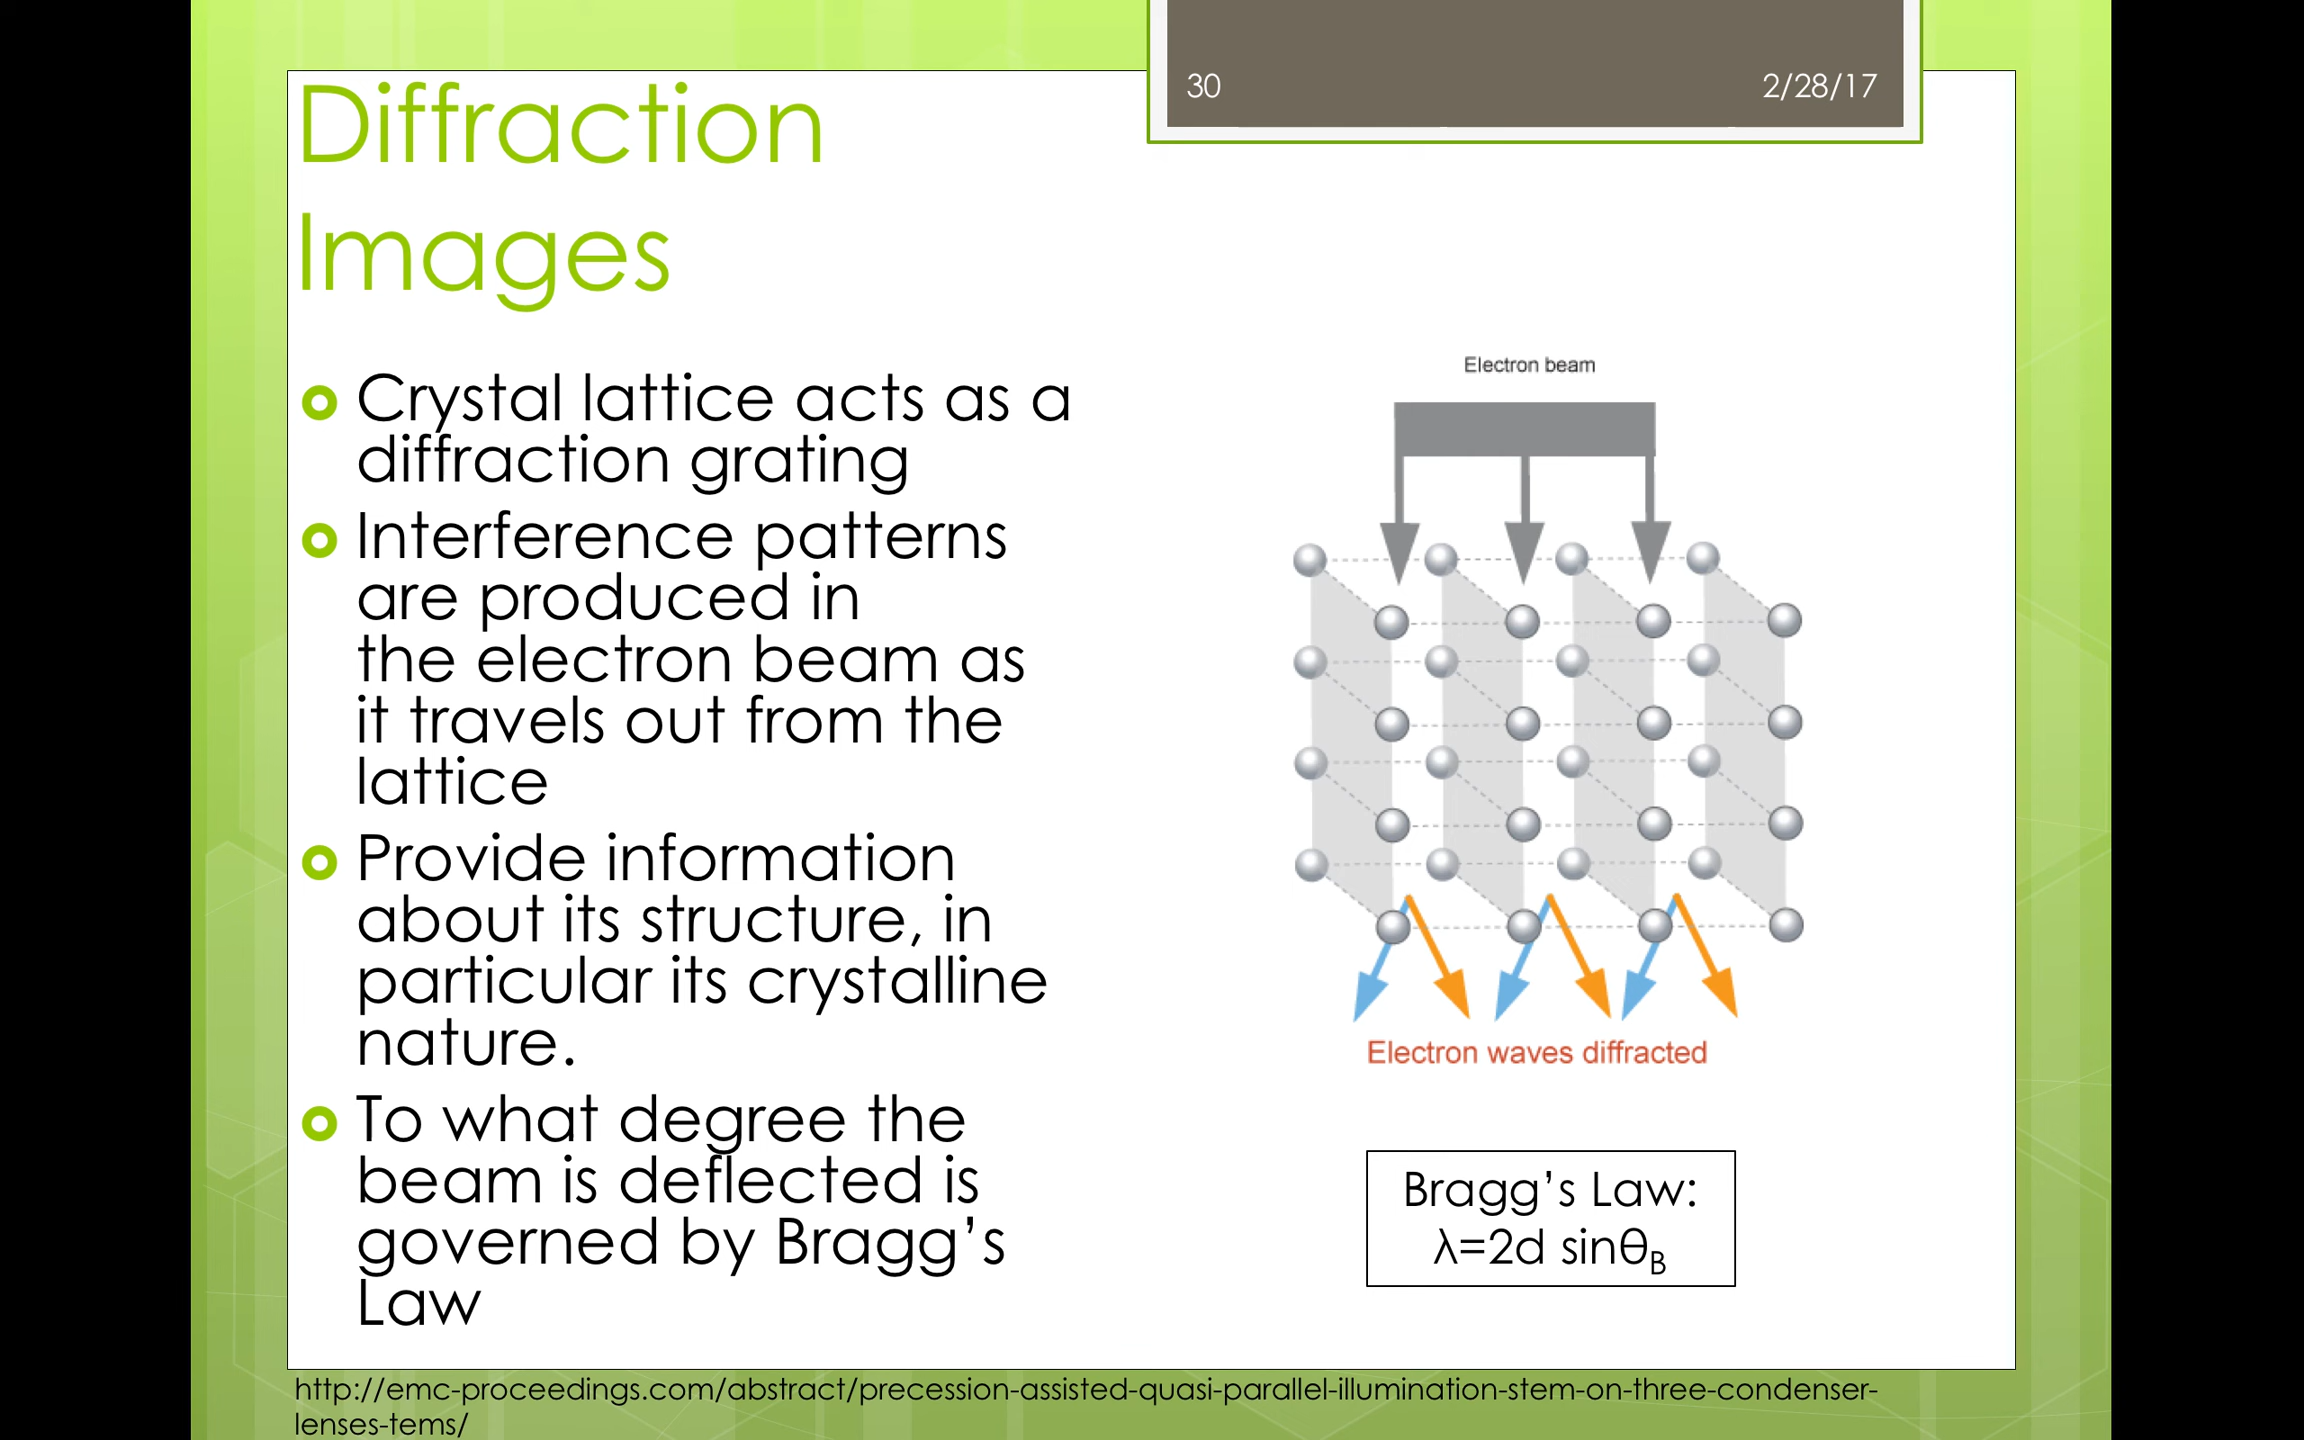 30
2/28/17
Diffraction
Images
Crystal lattice acts as a
diffraction grating
Interference patterns
are produced in
the electron beam as
it travels out from the
lattice
Provide information
about its structure, in
particular its crystalline
nature.
To what degree the
beam is deflected is
governed by Bragg’s
Law
Electron beam
Electron waves diffracted
Bragg’s Law:
λ=2d sinθB
http://emc-proceedings.com/abstract/precession-assisted-quasi-parallel-illumination-stem-on-three-condenser-
lenses-tems/